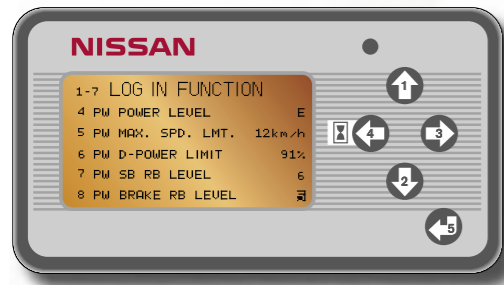 NISSAN
1-7 LOG IN FUNCTION
4 PW POWER LEVEL E
5 PW MAX. SPD. LMT. 12km/h
6 PW D-POWER LIMIT 91%
7 PW SB RB LEVEL 6
8 PW BRAKE RB LEVEL
1
4 3
2
5